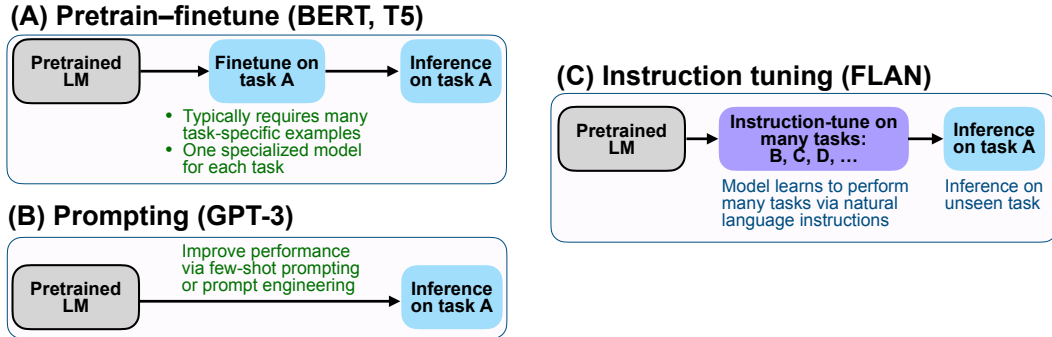 (A) Pretrain–finetune (BERT, T5)
Pretrained
LM
Finetune on
task A
Inference
on task A
• Typically requires many
task-specific examples
• One specialized model
for each task
(B) Prompting (GPT-3)
Pretrained
LM
Improve performance
via few-shot prompting
or prompt engineering
Inference
on task A
(C) Instruction tuning (FLAN)
Pretrained
LM
Instruction-tune on
many tasks:
B, C, D, …
Inference
on task A
Model learns to perform
many tasks via natural
language instructions
Inference on
unseen task